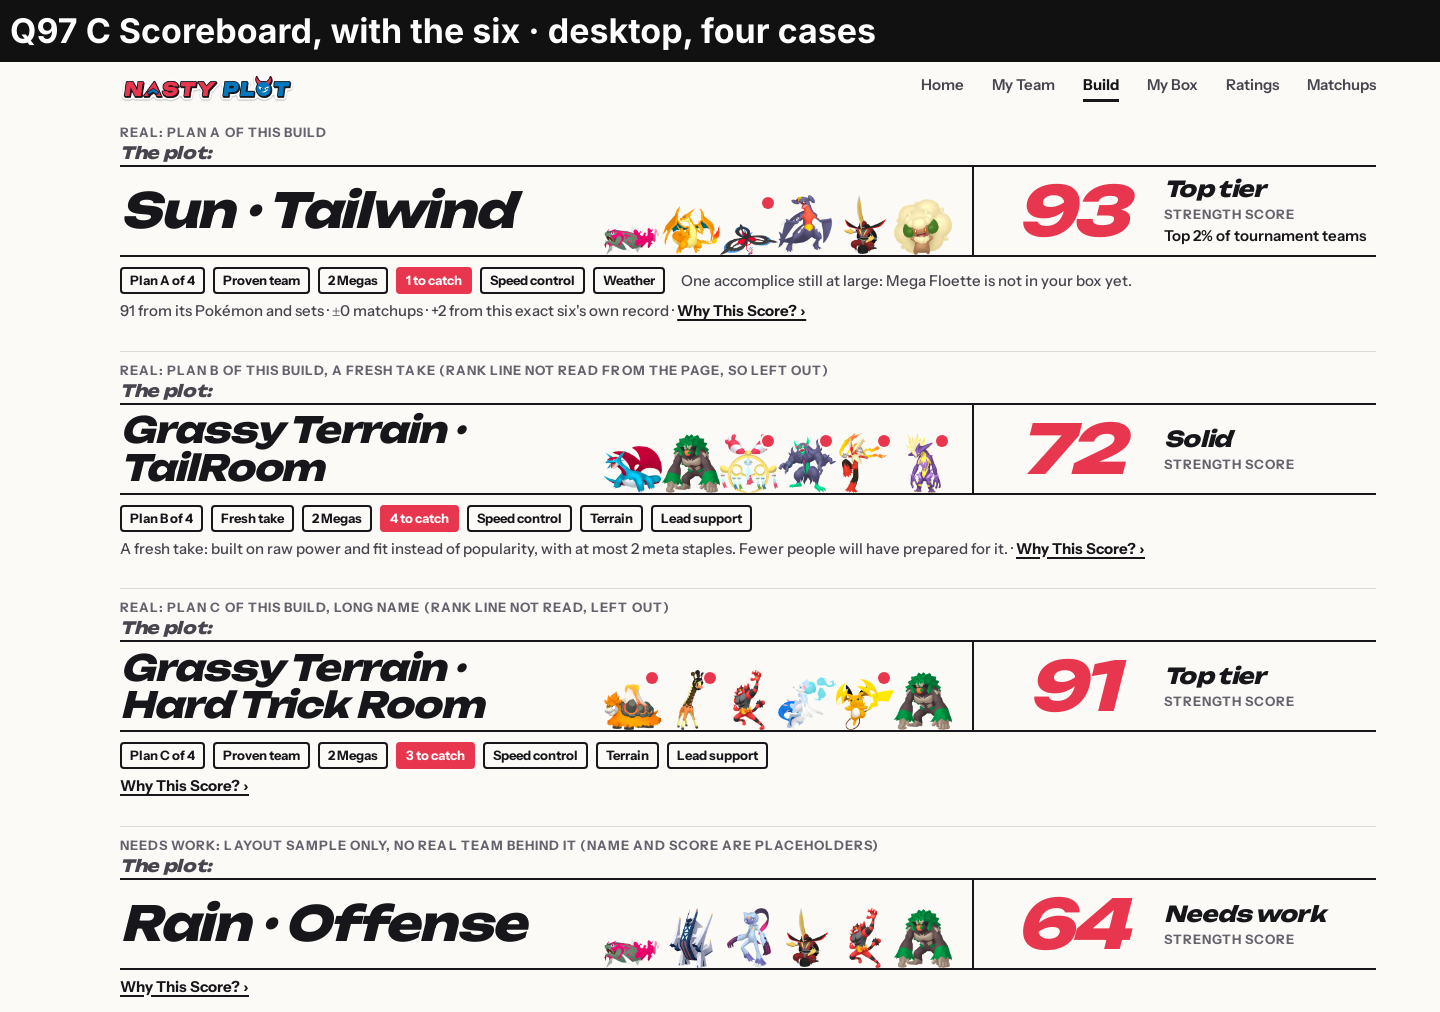 Q97 C Scoreboard, with the six · desktop, four cases
NASTY PLOT
Home My Team Build My Box Ratings Matchups
REAL: PLAN A OF THIS BUILD
The plot:
Sun · Tailwind
93
Top tier
STRENGTH SCORE
Top 2% of tournament teams
Plan A of 4 Proven team 2 Megas 1 to catch Speed control Weather One accomplice still at large: Mega Floette is not in your box yet.
91 from its Pokémon and sets · ±0 matchups · +2 from this exact six's own record · Why This Score? ›
REAL: PLAN B OF THIS BUILD, A FRESH TAKE (RANK LINE NOT READ FROM THE PAGE, SO LEFT OUT)
The plot:
Grassy Terrain ·
TailRoom
72
Solid
STRENGTH SCORE
Plan B of 4 Fresh take 2 Megas 4 to catch Speed control Terrain Lead support
A fresh take: built on raw power and fit instead of popularity, with at most 2 meta staples. Fewer people will have prepared for it. · Why This Score? ›
REAL: PLAN C OF THIS BUILD, LONG NAME (RANK LINE NOT READ, LEFT OUT)
The plot:
Grassy Terrain ·
Hard Trick Room
91
Top tier
STRENGTH SCORE
Plan C of 4 Proven team 2 Megas 3 to catch Speed control Terrain Lead support
Why This Score? ›
NEEDS WORK: LAYOUT SAMPLE ONLY, NO REAL TEAM BEHIND IT (NAME AND SCORE ARE PLACEHOLDERS)
The plot:
Rain · Offense
64
Needs work
STRENGTH SCORE
Why This Score? ›